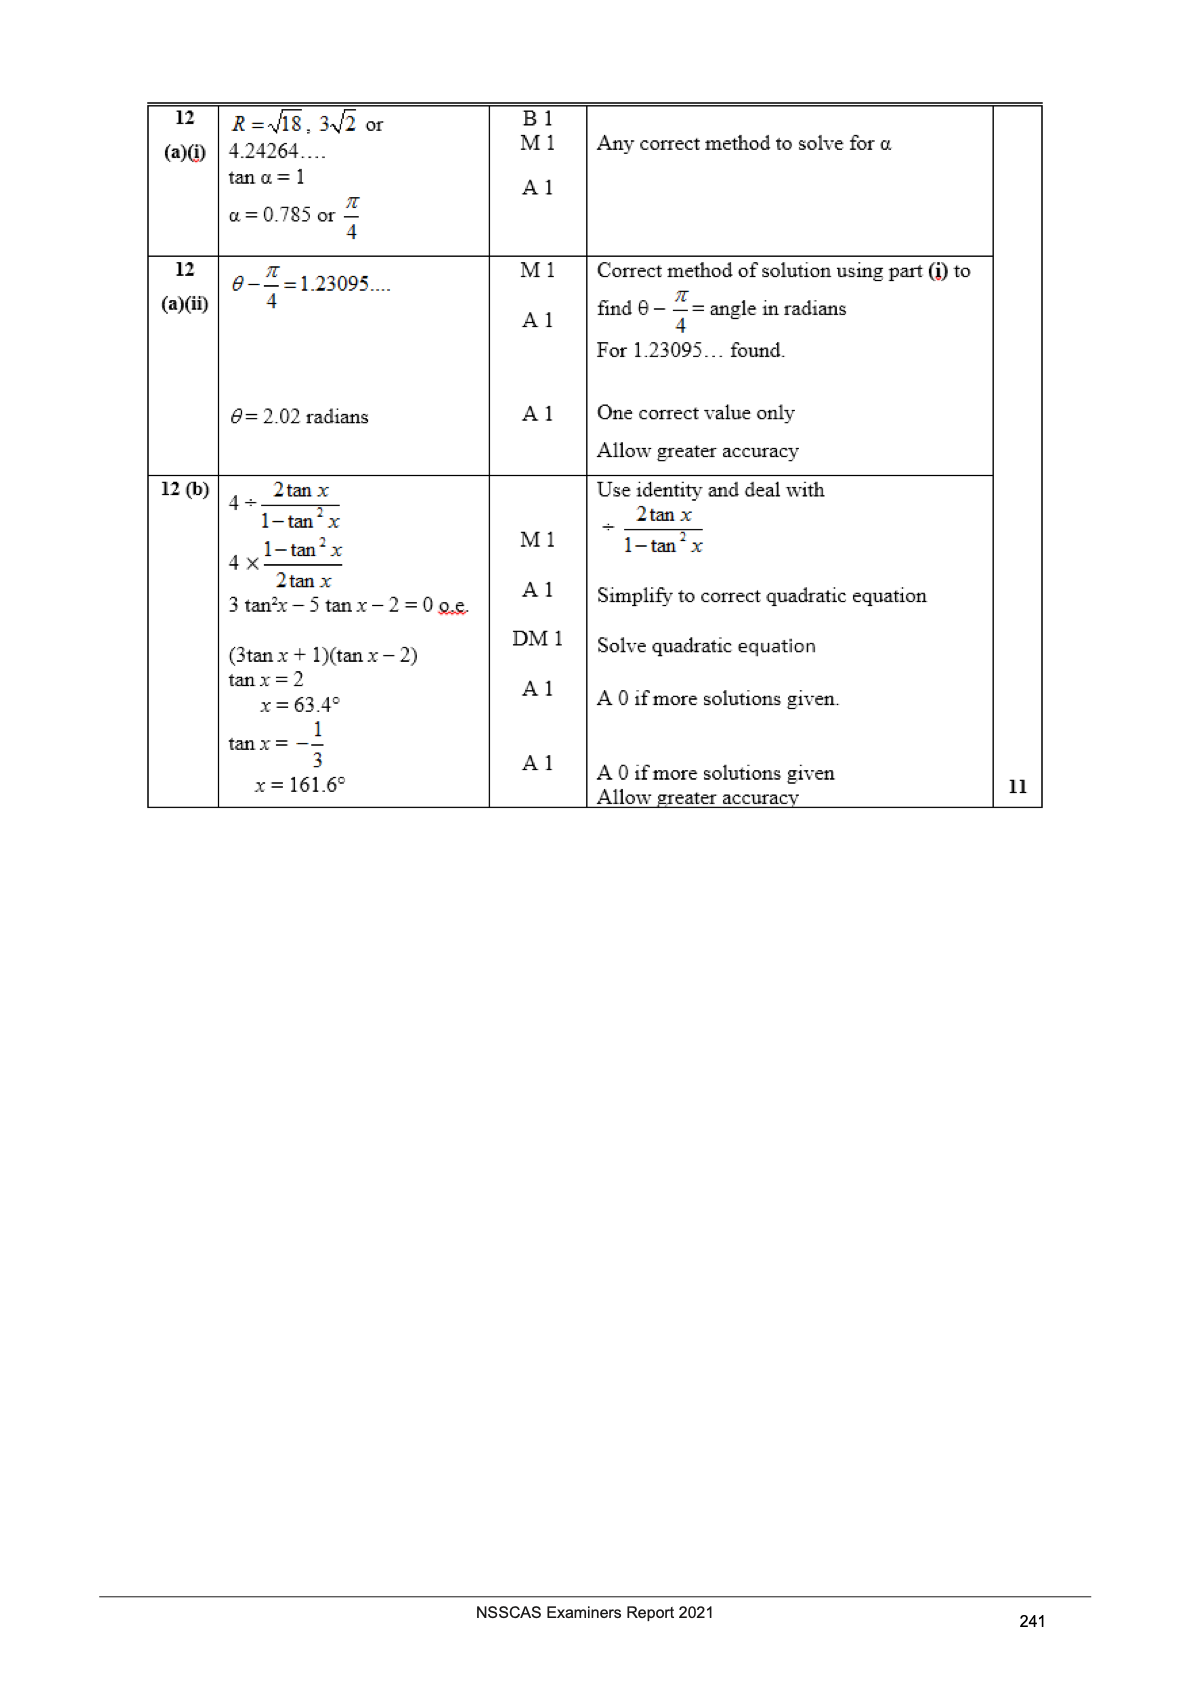 12
(a)(i)
R = √18, 3√2 or
4.24264….
tan α = 1
α = 0.785 or π/4
B 1
M 1
A 1
Any correct method to solve for α
12
(a)(ii)
θ – π/4 = 1.23095....
θ = 2.02 radians
M 1
A 1
A 1
Correct method of solution using part (i) to
find θ – π/4 = angle in radians
For 1.23095… found.
One correct value only
Allow greater accuracy
12 (b)
4 ÷ 2 tan x / 1 – tan² x
4 × 1 – tan² x / 2 tan x
3 tan²x – 5 tan x – 2 = 0 o.e.
(3tan x + 1)(tan x – 2)
tan x = 2
x = 63.4°
tan x = –1/3
x = 161.6°
M 1
A 1
DM 1
A 1
A 1
Use identity and deal with
÷ 2 tan x / 1 – tan² x
Simplify to correct quadratic equation
Solve quadratic equation
A 0 if more solutions given.
A 0 if more solutions given
Allow greater accuracy
11
NSSCAS Examiners Report 2021
241